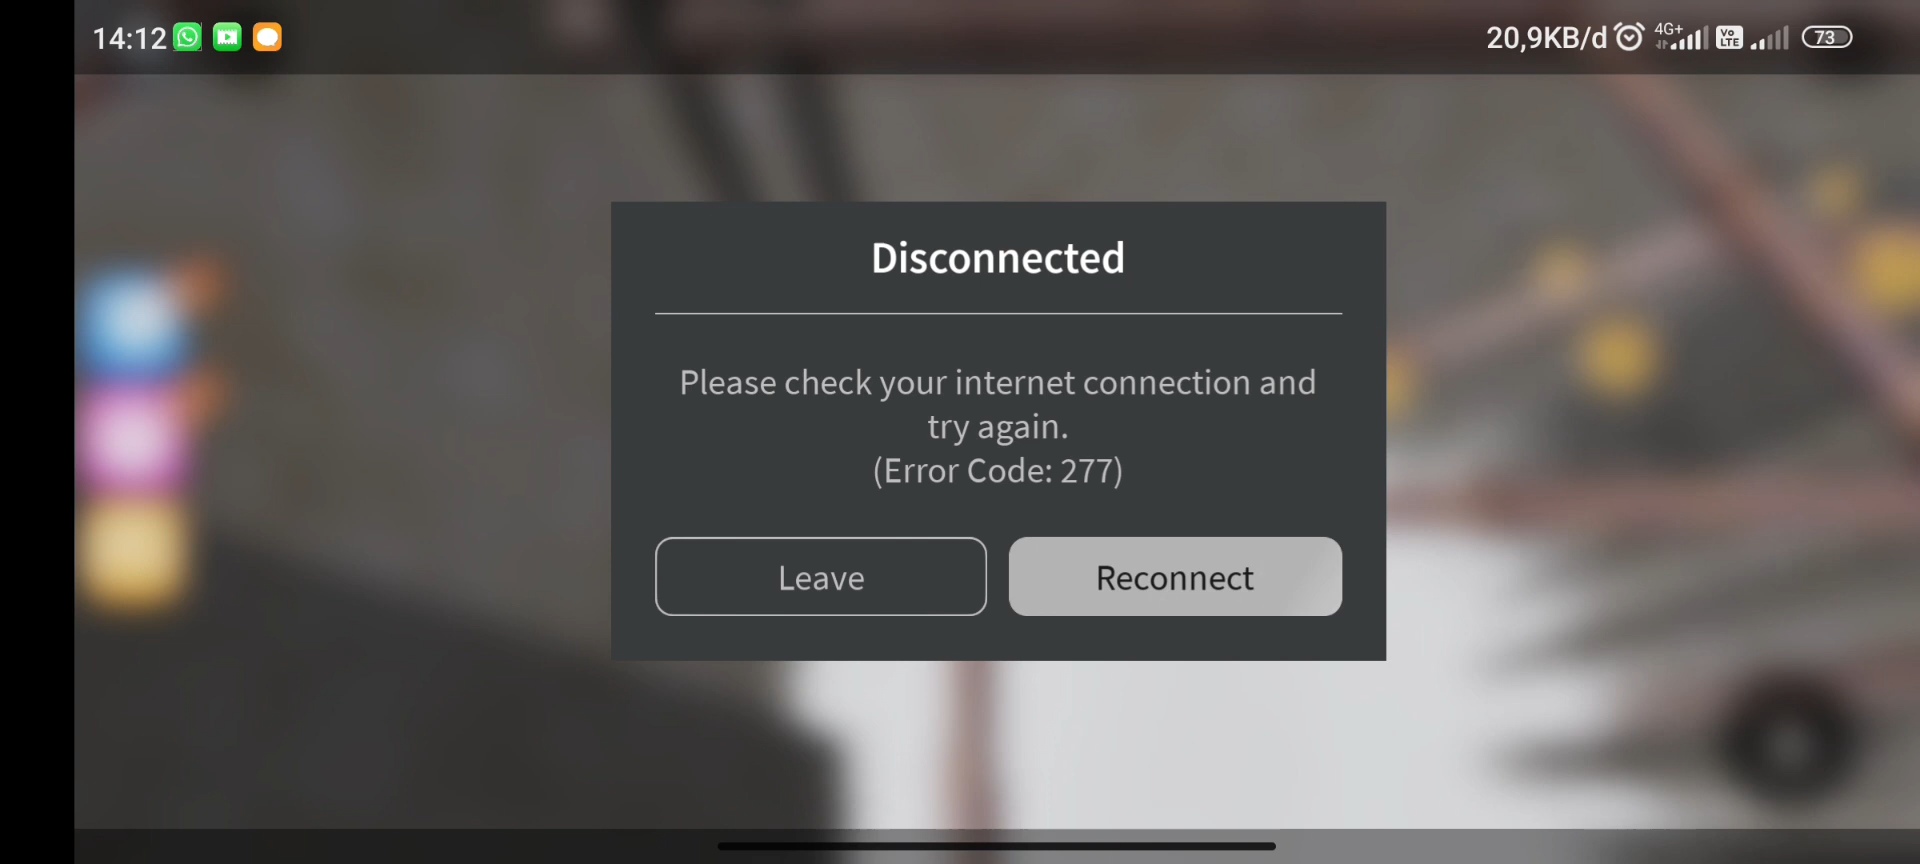 14:12
20,9KB/d 4G+ Vo LTE 73
Disconnected
Please check your internet connection and
try again.
(Error Code: 277)
Leave
Reconnect